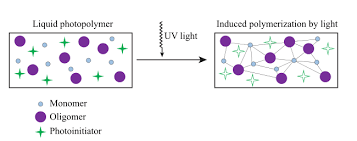 Liquid photopolymer
Induced polymerization by light
UV light
Monomer
Oligomer
Photoinitiator